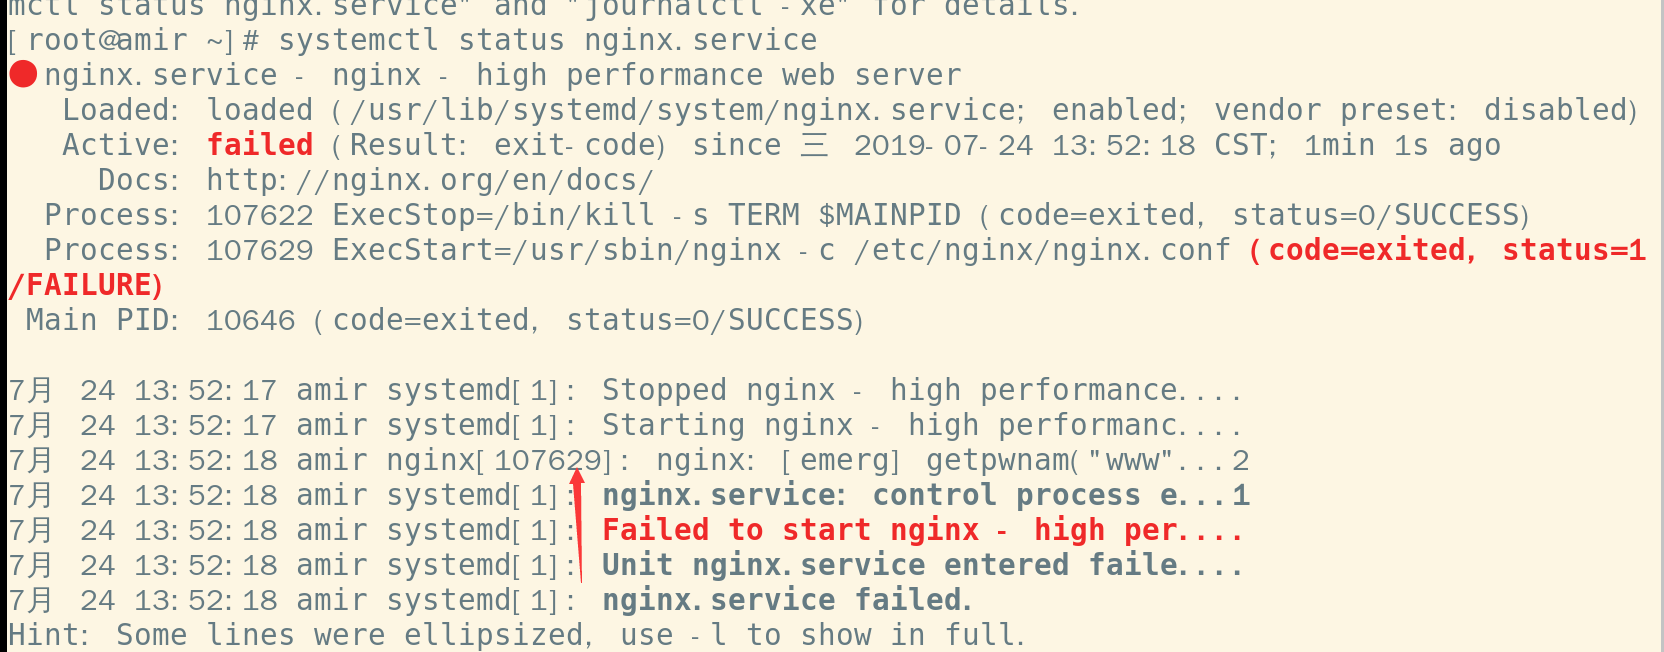 mctl status nginx.service" and "journalctl -xe" for details.
[root@amir ~]# systemctl status nginx.service
● nginx.service - nginx - high performance web server
   Loaded: loaded (/usr/lib/systemd/system/nginx.service; enabled; vendor preset: disabled)
   Active: failed (Result: exit-code) since 三 2019-07-24 13:52:18 CST; 1min 1s ago
     Docs: http://nginx.org/en/docs/
  Process: 107622 ExecStop=/bin/kill -s TERM $MAINPID (code=exited, status=0/SUCCESS)
  Process: 107629 ExecStart=/usr/sbin/nginx -c /etc/nginx/nginx.conf (code=exited, status=1
/FAILURE)
 Main PID: 10646 (code=exited, status=0/SUCCESS)
7月 24 13:52:17 amir systemd[1]: Stopped nginx - high performance....
7月 24 13:52:17 amir systemd[1]: Starting nginx - high performanc....
7月 24 13:52:18 amir nginx[107629]: nginx: [emerg] getpwnam("www"...2
7月 24 13:52:18 amir systemd[1]: nginx.service: control process e...1
7月 24 13:52:18 amir systemd[1]: Failed to start nginx - high per....
7月 24 13:52:18 amir systemd[1]: Unit nginx.service entered faile....
7月 24 13:52:18 amir systemd[1]: nginx.service failed.
Hint: Some lines were ellipsized, use -l to show in full.